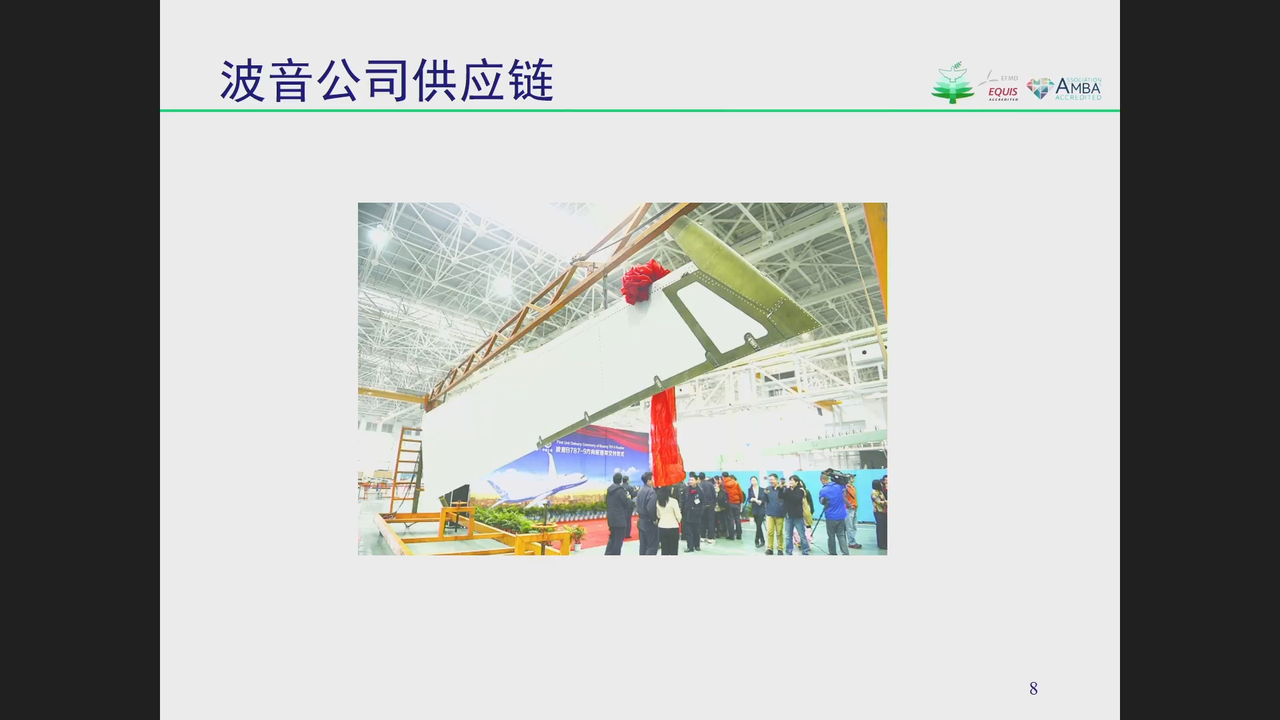 波音公司供应链
EFMD
EQUIS
ACCREDITED
ASSOCIATION
AMBA
ACCREDITED
First Unit Delivery Ceremony of Boeing 787-9 Rudder
波音B787-9方向舵首架交付仪式
8